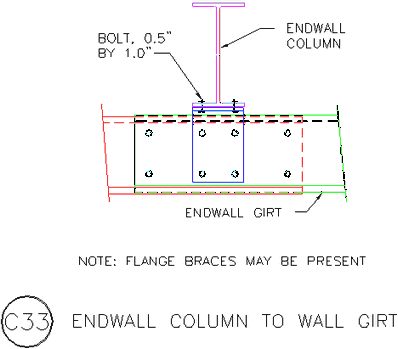 BOLT, 0.5"
BY 1.0"
ENDWALL
COLUMN
ENDWALL GIRT
NOTE: FLANGE BRACES MAY BE PRESENT
C33 ENDWALL COLUMN TO WALL GIRT